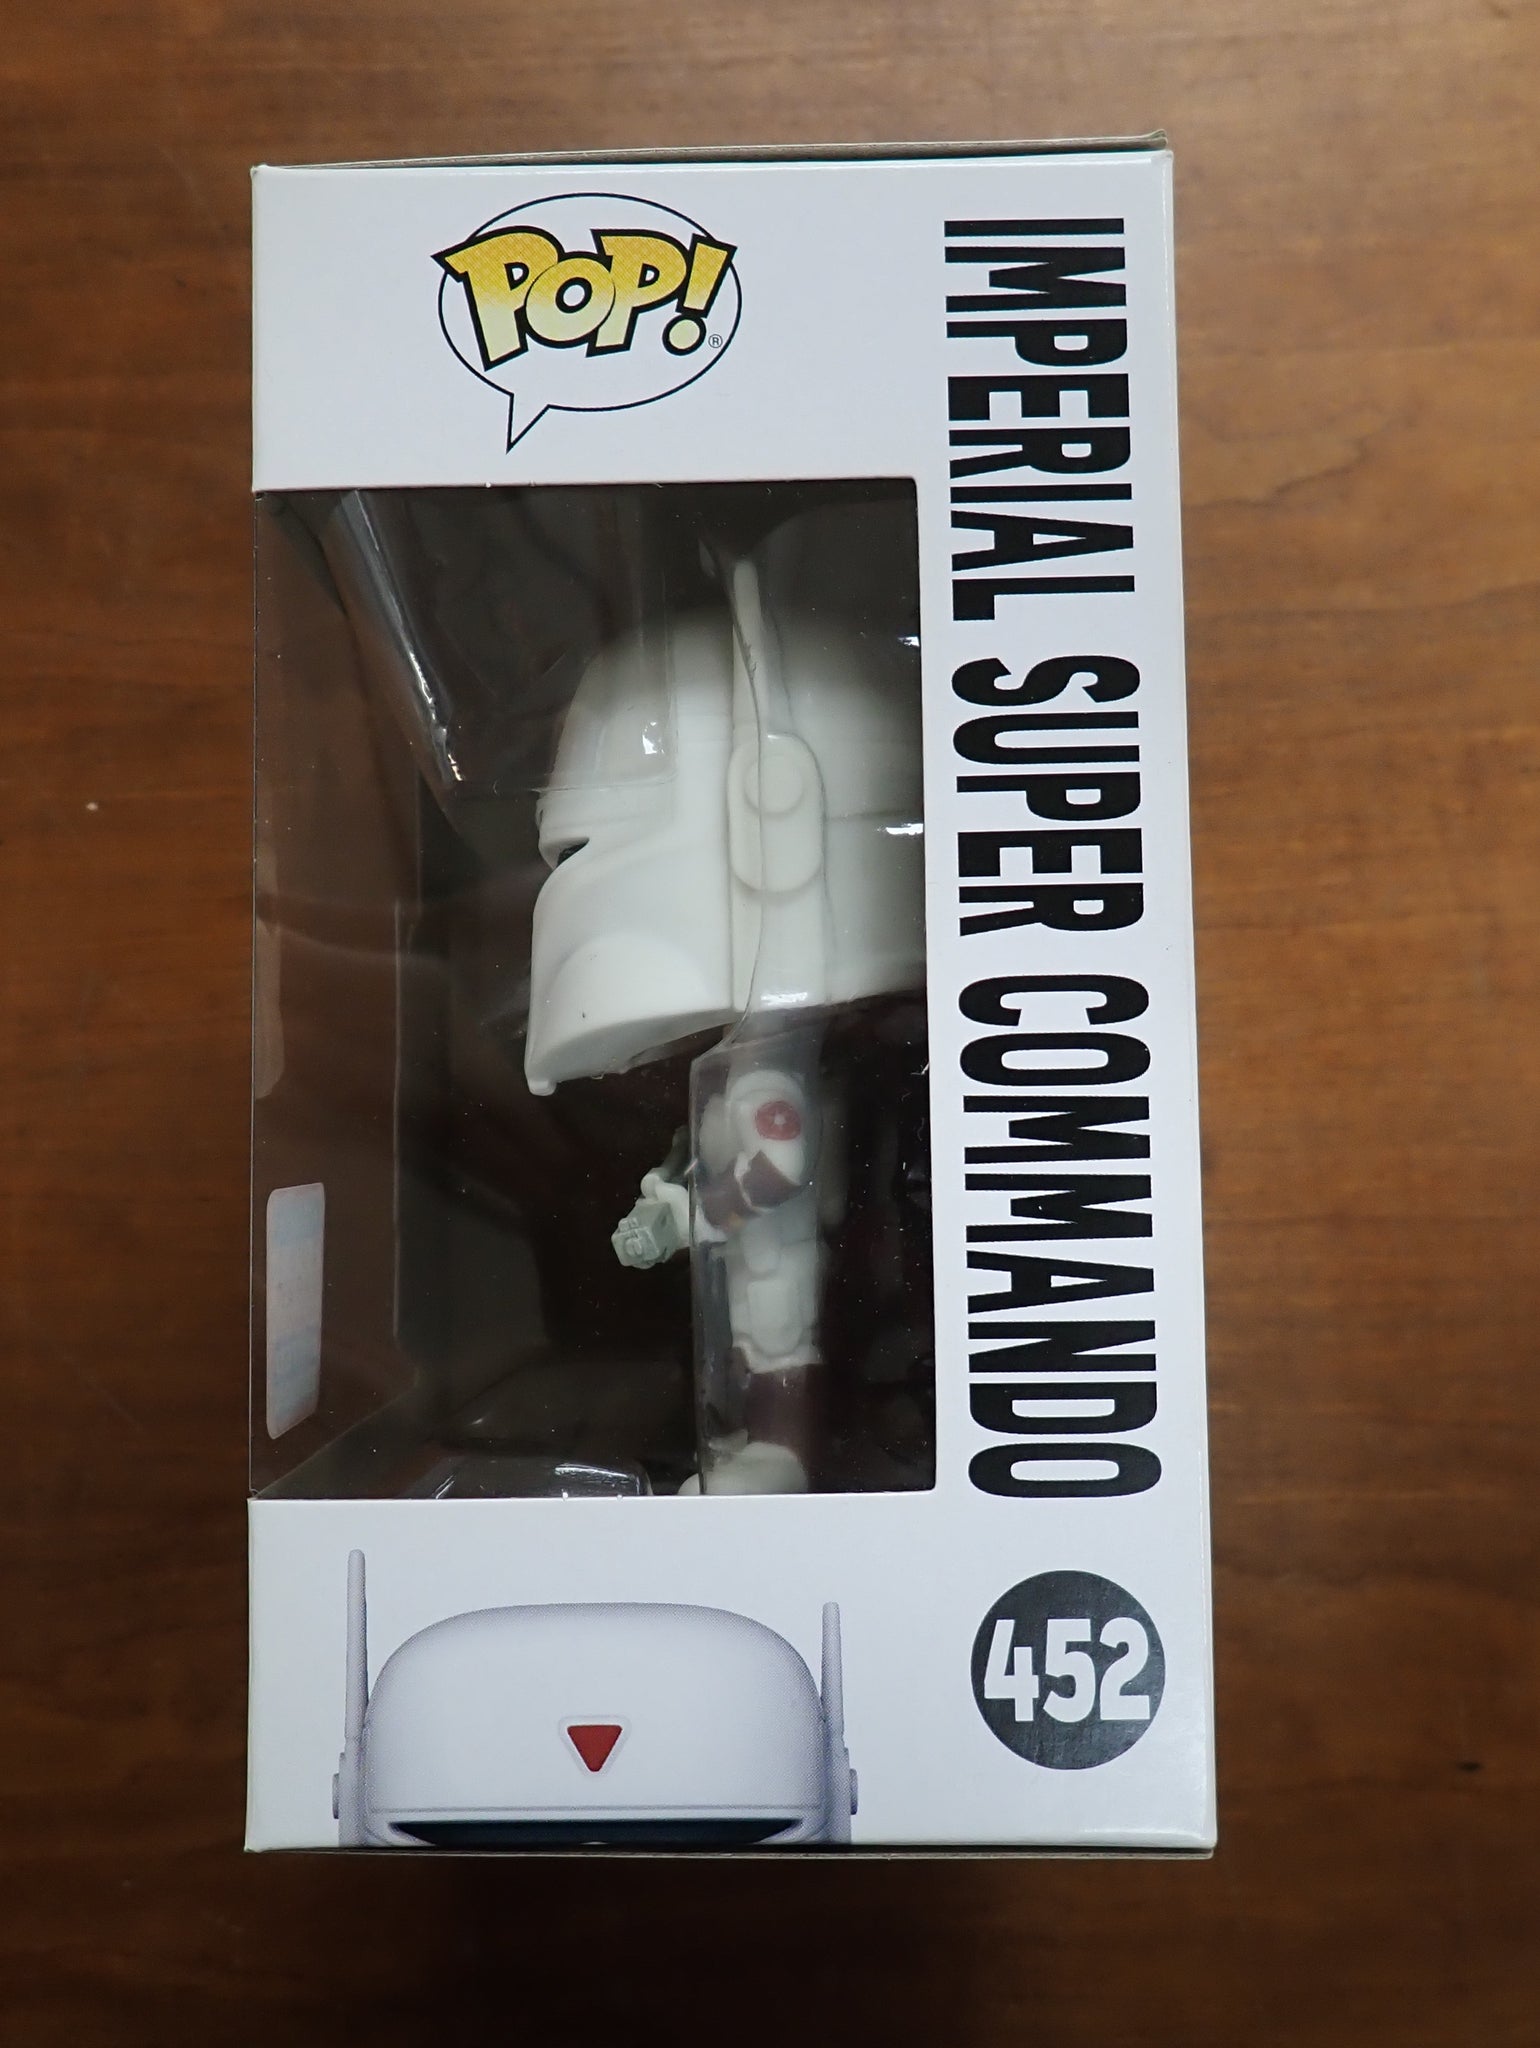 POP!®
IMPERIAL SUPER COMMANDO
452